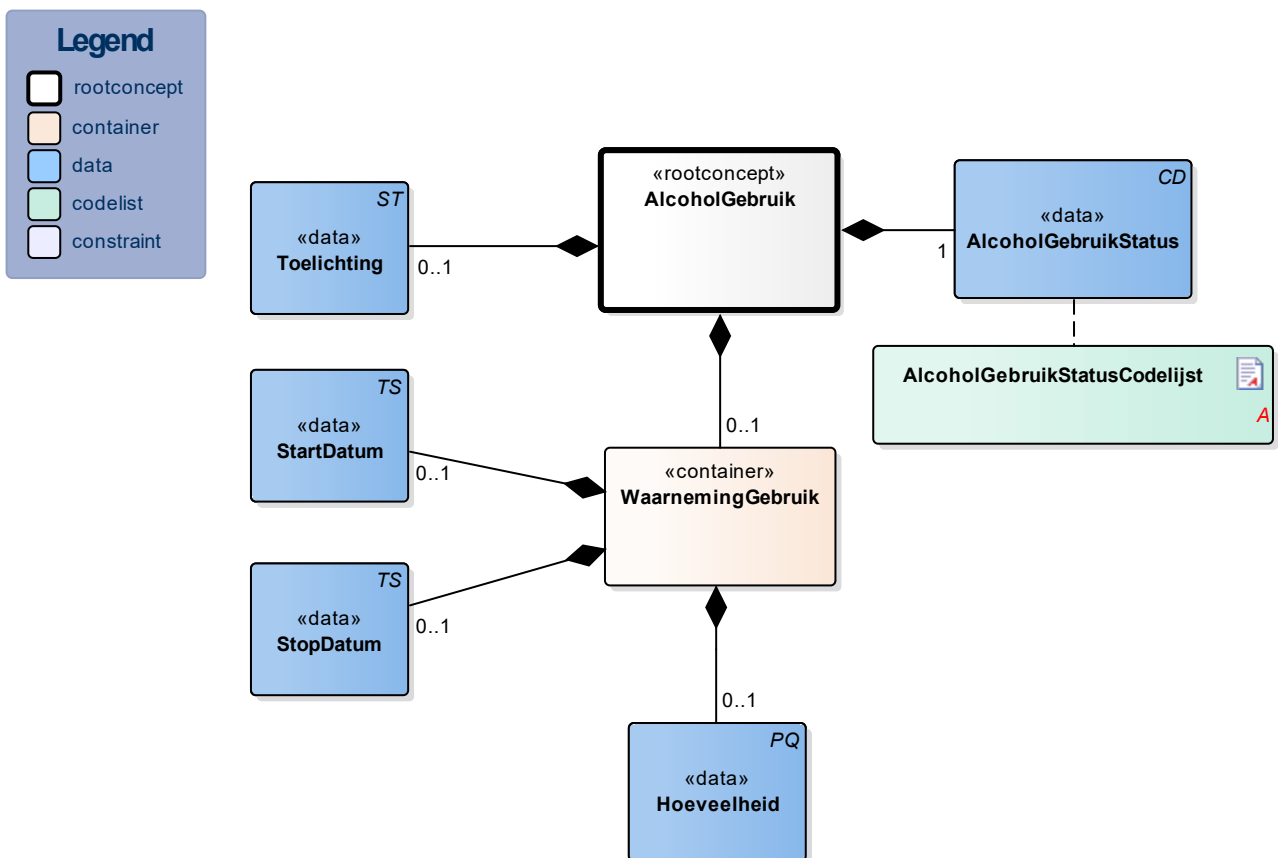 Legend
rootconcept
container
data
codelist
constraint
«rootconcept»
AlcoholGebruik
CD
«data»
AlcoholGebruikStatus
1
ST
«data»
Toelichting
0..1
AlcoholGebruikStatusCodelijst
A
TS
«data»
StartDatum
0..1
0..1
«container»
WaarnemingGebruik
TS
«data»
StopDatum
0..1
0..1
PQ
«data»
Hoeveelheid